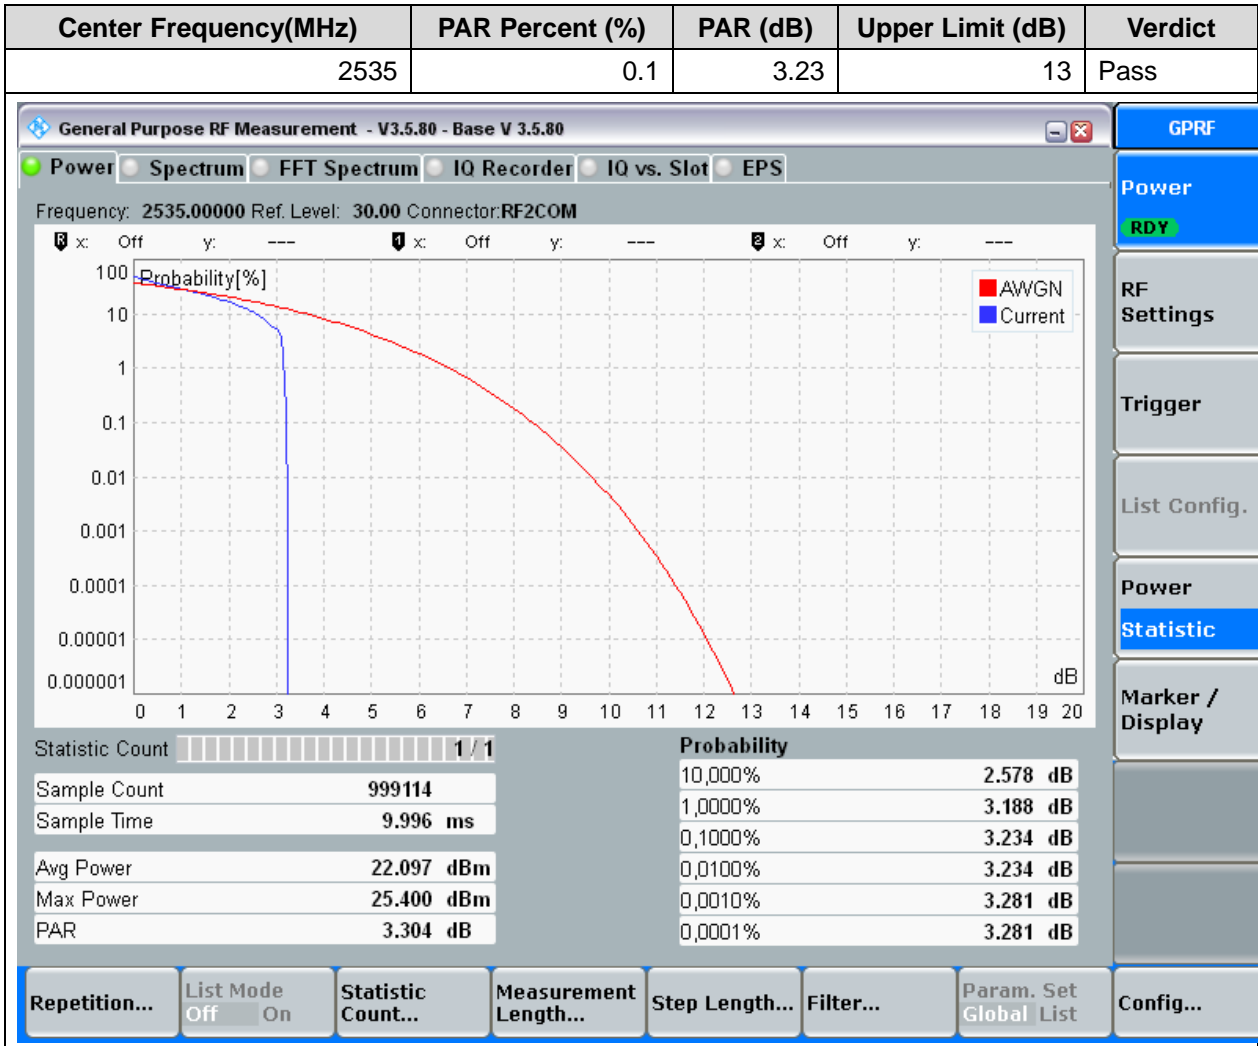 Center Frequency(MHz) PAR Percent (%) PAR (dB) Upper Limit (dB) Verdict
2535 0.1 3.23 13 Pass
General Purpose RF Measurement - V3.5.80 - Base V 3.5.80
GPRF
Power Spectrum FFT Spectrum IQ Recorder IQ vs. Slot EPS
Power
RDY
Frequency: 2535.00000 Ref. Level: 30.00 Connector:RF2COM
R x: Off y: --- 1 x: Off y: --- 2 x: Off y: ---
Probability[%]
AWGN
Current
100
10
1
0.1
0.01
0.001
0.0001
0.00001
0.000001
dB
0 1 2 3 4 5 6 7 8 9 10 11 12 13 14 15 16 17 18 19 20
RF
Settings
Trigger
List Config.
Power
Statistic
Marker /
Display
Statistic Count 1 / 1
Sample Count 999114
Sample Time 9.996 ms
Avg Power 22.097 dBm
Max Power 25.400 dBm
PAR 3.304 dB
Probability
10,000% 2.578 dB
1,0000% 3.188 dB
0,1000% 3.234 dB
0,0100% 3.234 dB
0,0010% 3.281 dB
0,0001% 3.281 dB
Repetition...
List Mode
Off On
Statistic
Count...
Measurement
Length...
Step Length...
Filter...
Param. Set
Global List
Config...